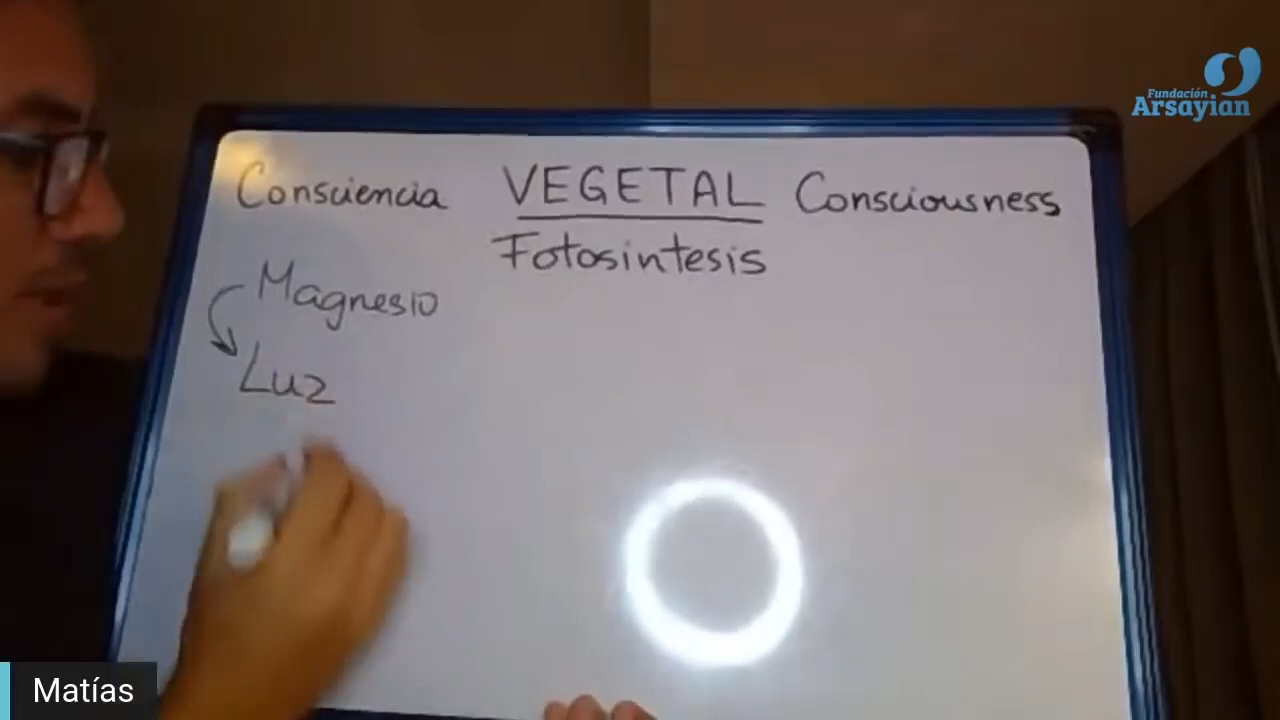 Fundación
Arsayian
Consciencia VEGETAL Consciousness
Fotosintesis
Magnesio
Luz
Matías